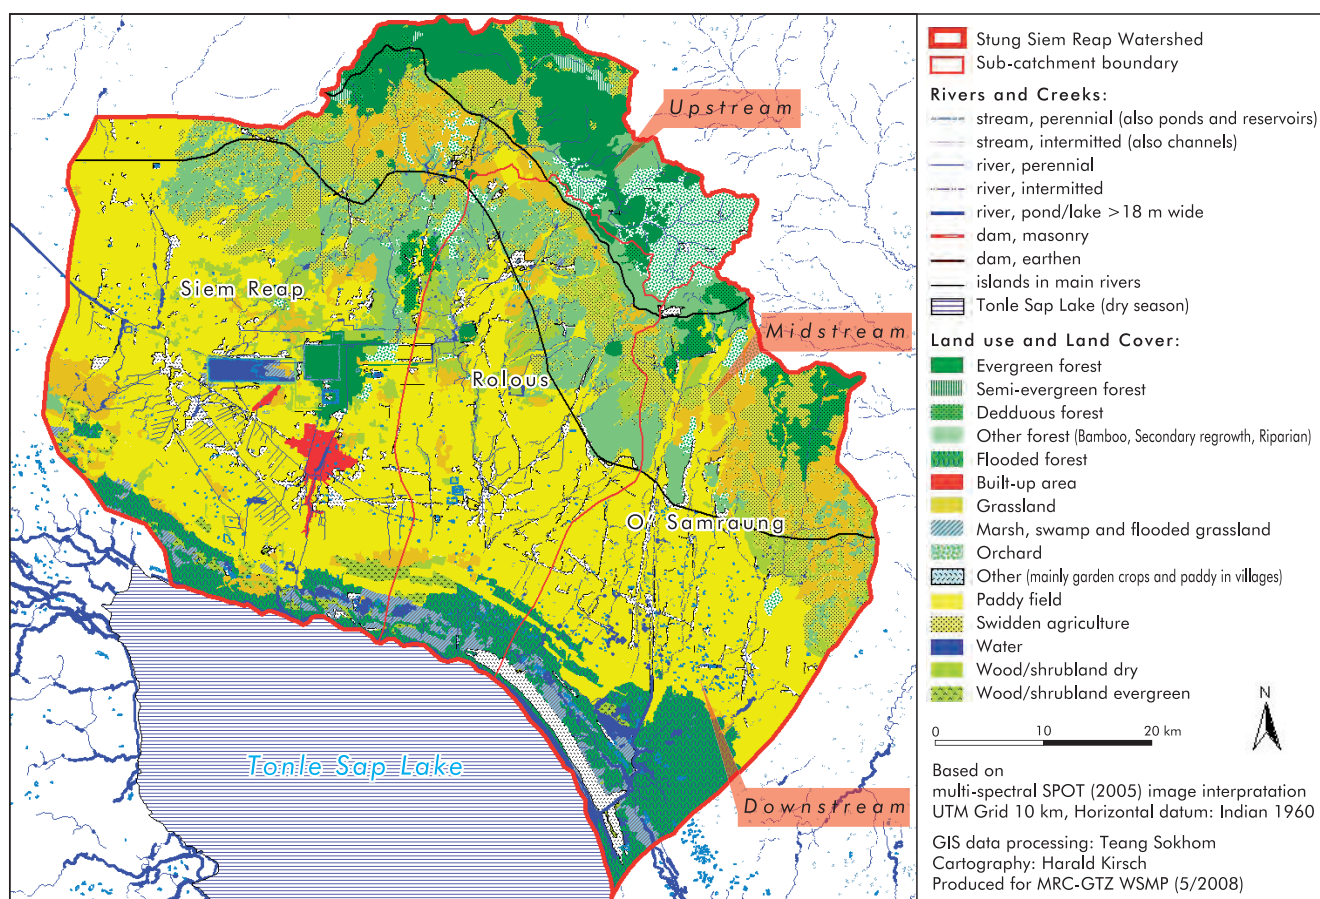 Upstream
Siem Reap
Midstream
Rolous
O' Samraung
Tonle Sap Lake
Downstream
Stung Siem Reap Watershed
Sub-catchment boundary
Rivers and Creeks:
stream, perennial (also ponds and reservoirs)
stream, intermitted (also channels)
river, perennial
river, intermitted
river, pond/lake >18 m wide
dam, masonry
dam, earthen
islands in main rivers
Tonle Sap Lake (dry season)
Land use and Land Cover:
Evergreen forest
Semi-evergreen forest
Dedduous forest
Other forest (Bamboo, Secondary regrowth, Riparian)
Flooded forest
Built-up area
Grassland
Marsh, swamp and flooded grassland
Orchard
Other (mainly garden crops and paddy in villages)
Paddy field
Swidden agriculture
Water
Wood/shrubland dry
Wood/shrubland evergreen
N
0 10 20 km
Based on
multi-spectral SPOT (2005) image interpratation
UTM Grid 10 km, Horizontal datum: Indian 1960
GIS data processing: Teang Sokhom
Cartography: Harald Kirsch
Produced for MRC-GTZ WSMP (5/2008)